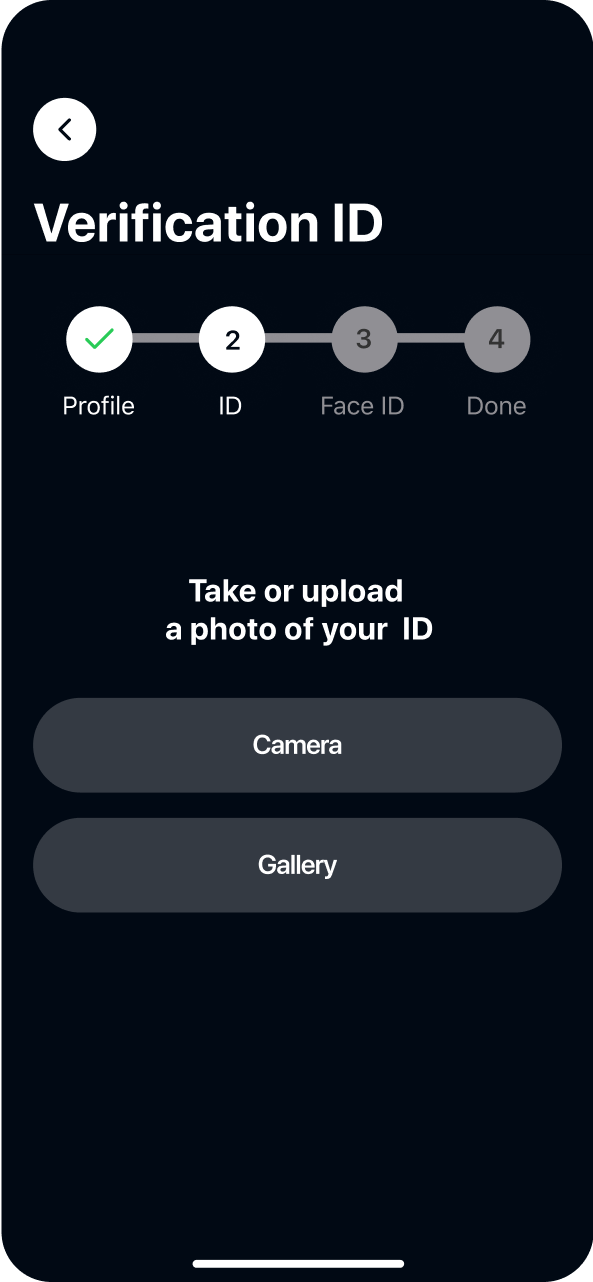 Verification ID
2
3
4
Profile
ID
Face ID
Done
Take or upload
a photo of your ID
Camera
Gallery